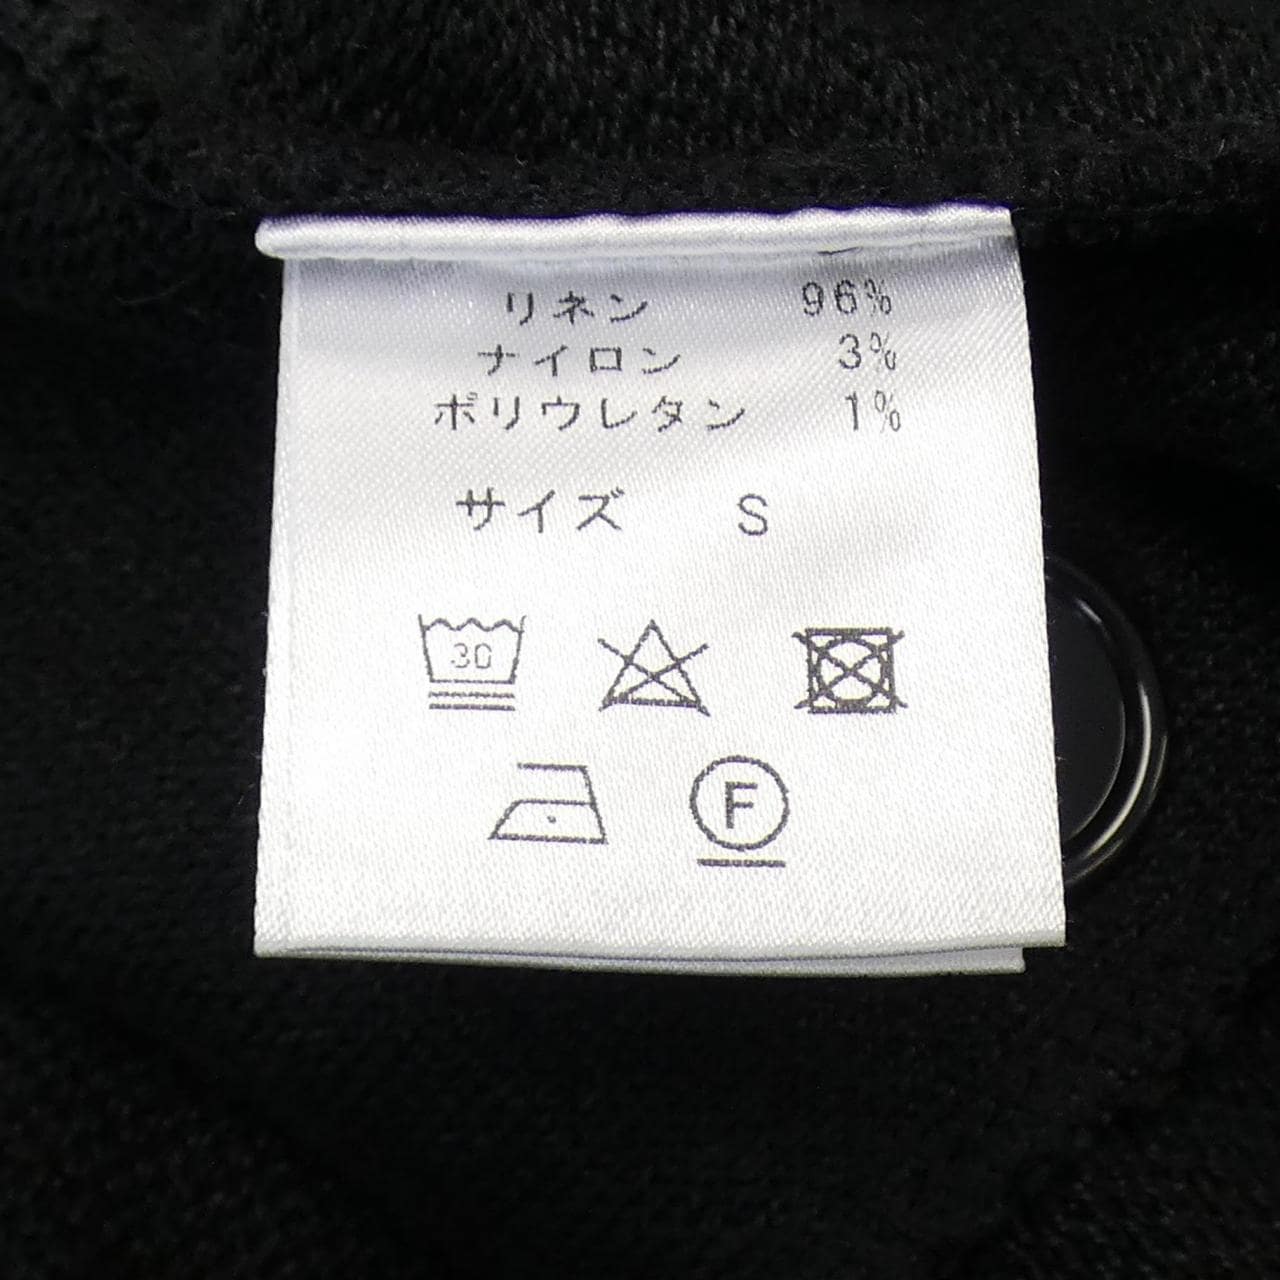 リネン 96%
ナイロン 3%
ポリウレタン 1%
サイズ S
30
F